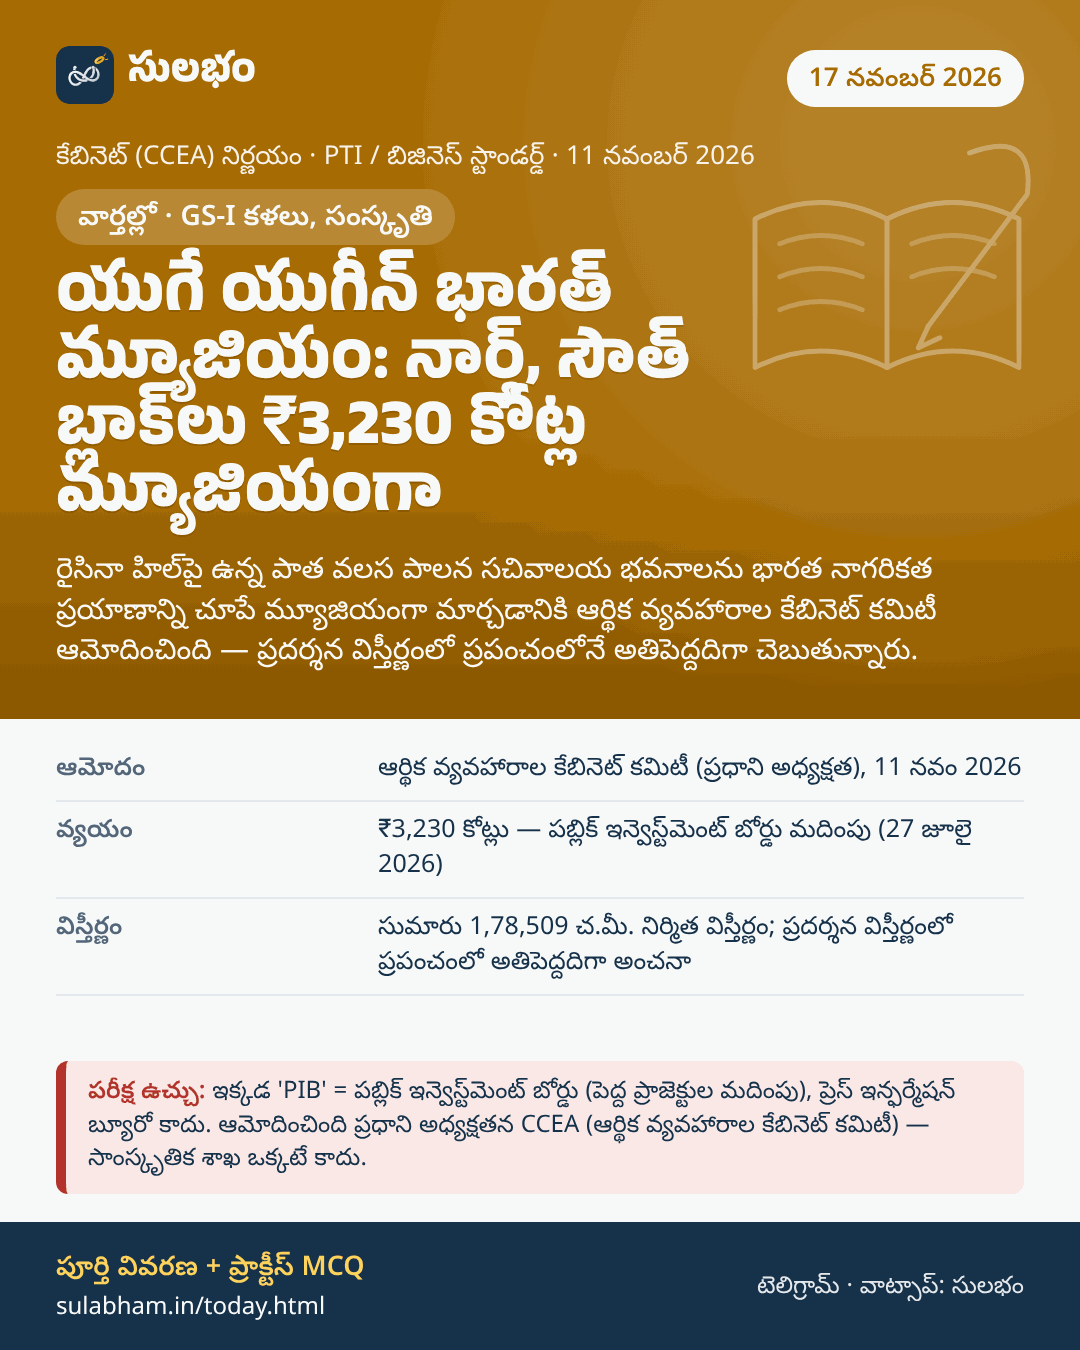 సులభం
17 నవంబర్ 2026
కేబినెట్ (CCEA) నిర్ణయం · PTI / బిజినెస్ స్టాండర్డ్ · 11 నవంబర్ 2026
వార్తల్లో · GS-I కళలు, సంస్కృతి
యుగే యుగీన్ భారత్
మ్యూజియం: నార్త్, సౌత్
బ్లాక్‌లు ₹3,230 కోట్ల
మ్యూజియంగా
రైసినా హిల్‌పై ఉన్న పాత వలస పాలన సచివాలయ భవనాలను భారత నాగరికత
ప్రయాణాన్ని చూపే మ్యూజియంగా మార్చడానికి ఆర్థిక వ్యవహారాల కేబినెట్ కమిటీ
ఆమోదించింది — ప్రదర్శన విస్తీర్ణంలో ప్రపంచంలోనే అతిపెద్దదిగా చెబుతున్నారు.
ఆమోదం
ఆర్థిక వ్యవహారాల కేబినెట్ కమిటీ (ప్రధాని అధ్యక్షత), 11 నవం 2026
వ్యయం
₹3,230 కోట్లు — పబ్లిక్ ఇన్వెస్ట్‌మెంట్ బోర్డు మదింపు (27 జూలై
2026)
విస్తీర్ణం
సుమారు 1,78,509 చ.మీ. నిర్మిత విస్తీర్ణం; ప్రదర్శన విస్తీర్ణంలో
ప్రపంచంలో అతిపెద్దదిగా అంచనా
పరీక్ష ఉచ్చు: ఇక్కడ 'PIB' = పబ్లిక్ ఇన్వెస్ట్‌మెంట్ బోర్డు (పెద్ద ప్రాజెక్టుల మదింపు), ప్రెస్ ఇన్ఫర్మేషన్
బ్యూరో కాదు. ఆమోదించింది ప్రధాని అధ్యక్షతన CCEA (ఆర్థిక వ్యవహారాల కేబినెట్ కమిటీ) —
సాంస్కృతిక శాఖ ఒక్కటే కాదు.
పూర్తి వివరణ + ప్రాక్టీస్ MCQ
sulabham.in/today.html
టెలిగ్రామ్ · వాట్సాప్: సులభం